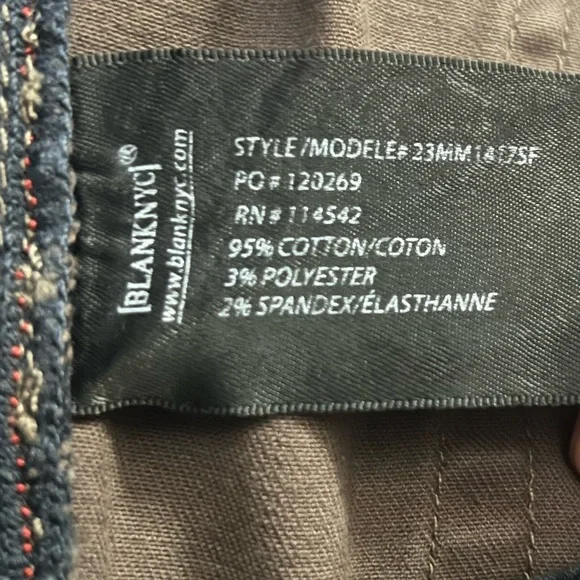 [BLANKNYC]®
www.blanknyc.com
STYLE/MODELE# 23MM1417SF
PO # 120269
RN # 114542
95% COTTON/COTON
3% POLYESTER
2% SPANDEX/ÉLASTHANNE